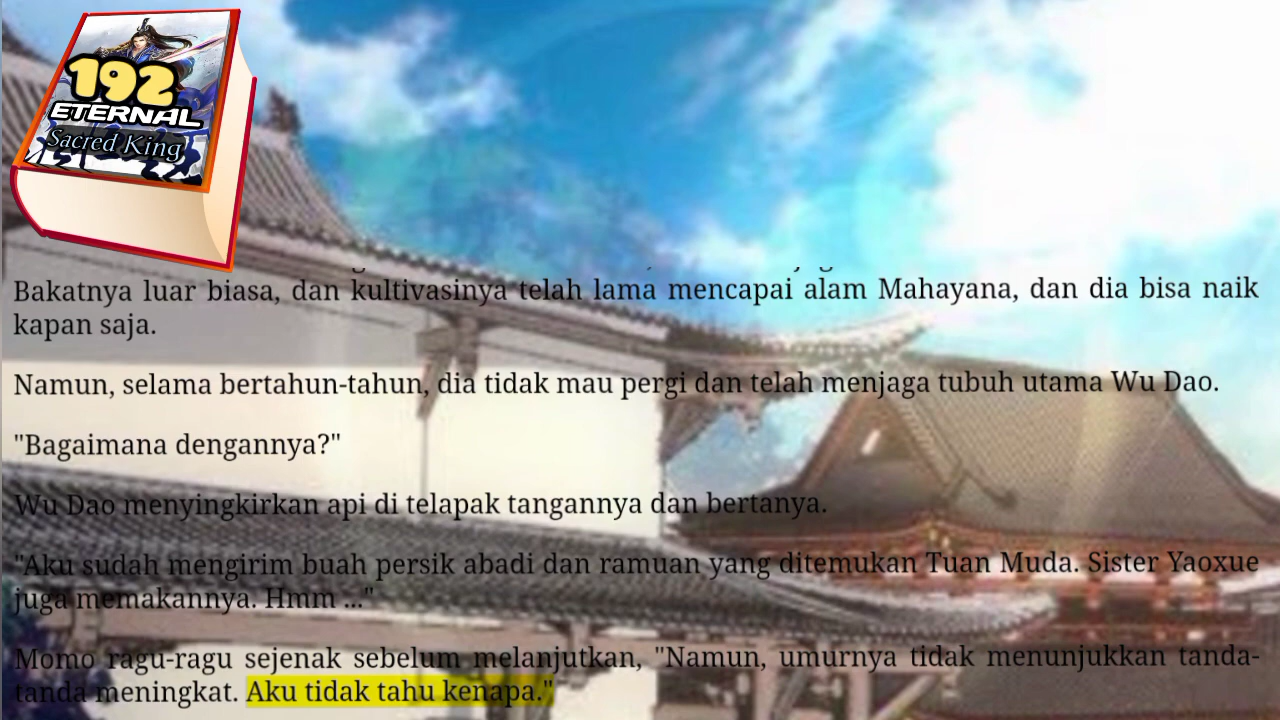 192
ETERNAL
Sacred King
Bakatnya luar biasa, dan kultivasinya telah lama mencapai alam Mahayana, dan dia bisa naik
kapan saja.
Namun, selama bertahun-tahun, dia tidak mau pergi dan telah menjaga tubuh utama Wu Dao.
"Bagaimana dengannya?"
Wu Dao menyingkirkan api di telapak tangannya dan bertanya.
"Aku sudah mengirim buah persik abadi dan ramuan yang ditemukan Tuan Muda. Sister Yaoxue
juga memakannya. Hmm ..."
Momo ragu-ragu sejenak sebelum melanjutkan, "Namun, umurnya tidak menunjukkan tanda-
tanda meningkat. Aku tidak tahu kenapa."